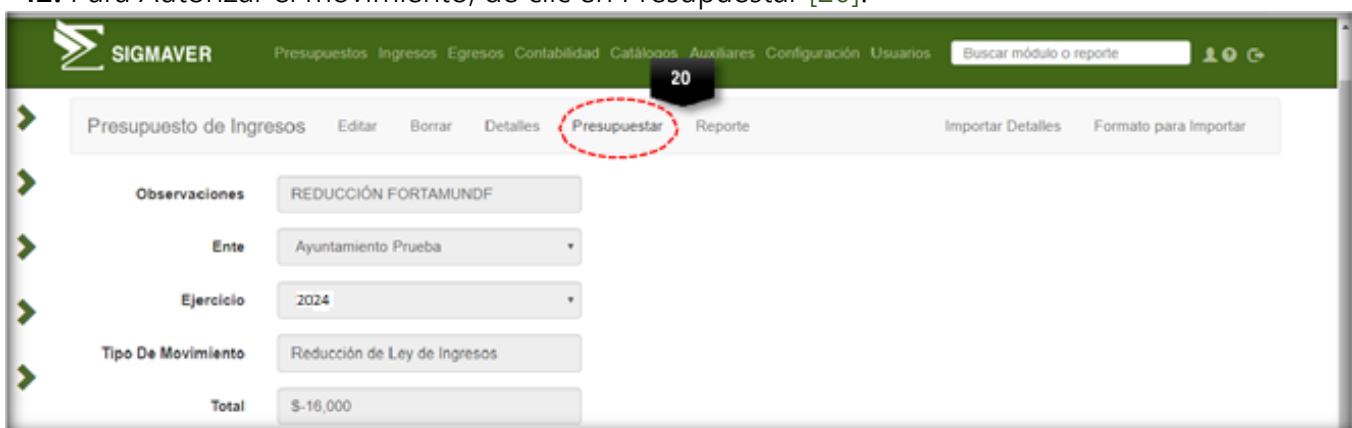 12. Para Autorizar el movimiento, dé clic en Presupuestar [20].
SIGMAVER Presupuestos Ingresos Egresos Contabilidad Catálogos Auxiliares Configuración Usuarios Buscar módulo o reporte
20
Presupuesto de Ingresos Editar Borrar Detalles Presupuestar Reporte Importar Detalles Formato para Importar
Observaciones REDUCCIÓN FORTAMUNDF
Ente Ayuntamiento Prueba
Ejercicio 2024
Tipo De Movimiento Reducción de Ley de Ingresos
Total $-16,000